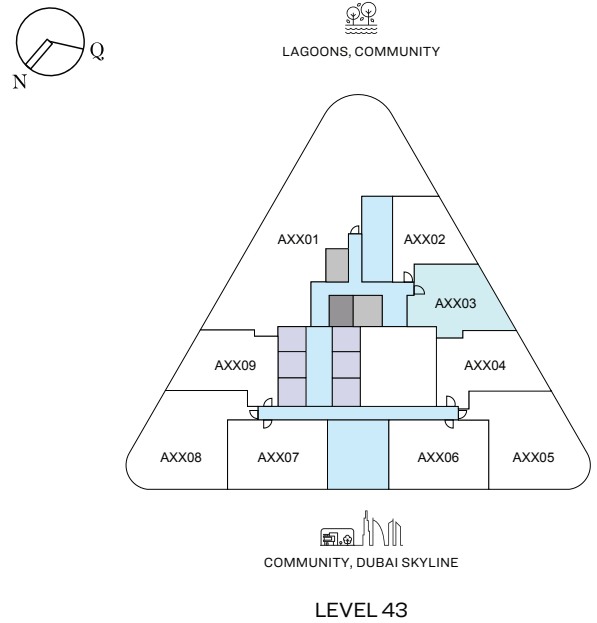 Q
N
LAGOONS, COMMUNITY
AXX01
AXX02
AXX03
AXX09
AXX04
AXX08
AXX07
AXX06
AXX05
COMMUNITY, DUBAI SKYLINE
LEVEL 43